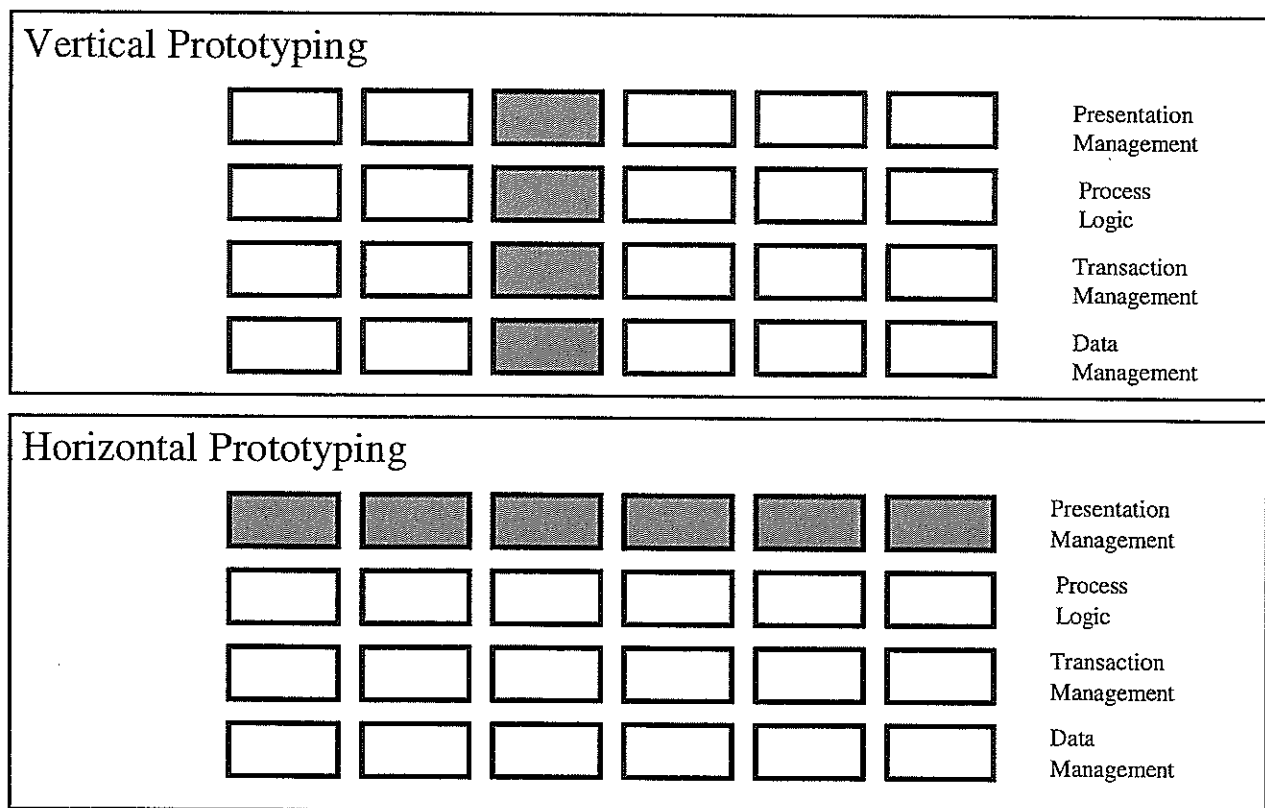 Vertical Prototyping
Presentation
Management
Process
Logic
Transaction
Management
Data
Management
Horizontal Prototyping
Presentation
Management
Process
Logic
Transaction
Management
Data
Management